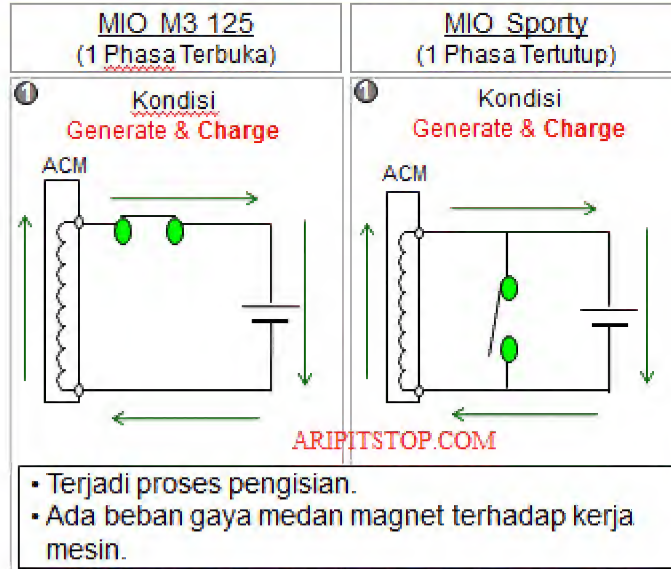 MIO M3 125
(1 Phasa Terbuka)
1
Kondisi
Generate & Charge
ACM
MIO Sporty
(1 Phasa Tertutup)
1
Kondisi
Generate & Charge
ACM
ARIPITSTOP.COM
• Terjadi proses pengisian.
• Ada beban gaya medan magnet terhadap kerja
mesin.